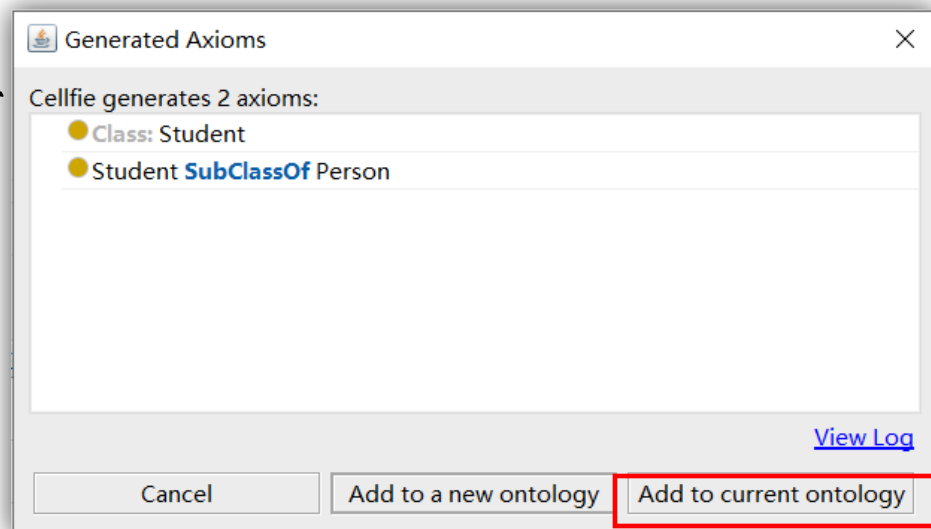 Generated Axioms
Cellfie generates 2 axioms:
Class: Student
Student SubClassOf Person
View Log
Cancel
Add to a new ontology
Add to current ontology